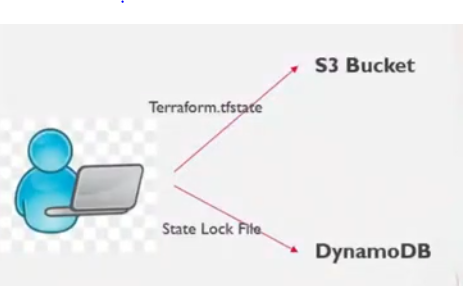 S3 Bucket
Terraform.tfstate
State Lock File
DynamoDB